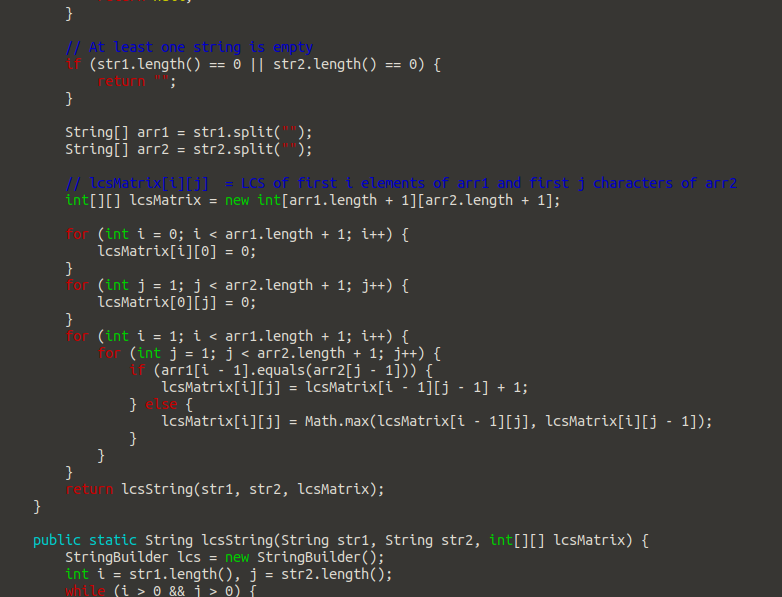 }
// At least one string is empty
if (str1.length() == 0 || str2.length() == 0) {
return "";
}
String[] arr1 = str1.split("");
String[] arr2 = str2.split("");
// lcsMatrix[i][j]  = LCS of first i elements of arr1 and first j characters of arr2
int[][] lcsMatrix = new int[arr1.length + 1][arr2.length + 1];
for (int i = 0; i < arr1.length + 1; i++) {
lcsMatrix[i][0] = 0;
}
for (int j = 1; j < arr2.length + 1; j++) {
lcsMatrix[0][j] = 0;
}
for (int i = 1; i < arr1.length + 1; i++) {
for (int j = 1; j < arr2.length + 1; j++) {
if (arr1[i - 1].equals(arr2[j - 1])) {
lcsMatrix[i][j] = lcsMatrix[i - 1][j - 1] + 1;
} else {
lcsMatrix[i][j] = Math.max(lcsMatrix[i - 1][j], lcsMatrix[i][j - 1]);
}
}
}
return lcsString(str1, str2, lcsMatrix);
}
public static String lcsString(String str1, String str2, int[][] lcsMatrix) {
StringBuilder lcs = new StringBuilder();
int i = str1.length(), j = str2.length();
while (i > 0 && j > 0) {